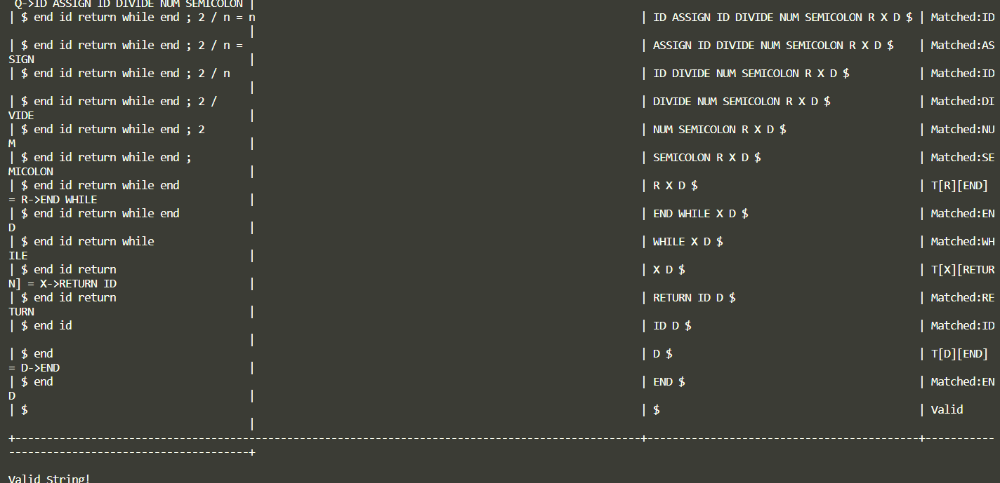 Q->ID ASSIGN ID DIVIDE NUM SEMICOLON |
| $ end id return while end ; 2 / n = n | ID ASSIGN ID DIVIDE NUM SEMICOLON R X D $ | Matched:ID
|
| $ end id return while end ; 2 / n = | ASSIGN ID DIVIDE NUM SEMICOLON R X D $ | Matched:AS
SIGN |
| $ end id return while end ; 2 / n | ID DIVIDE NUM SEMICOLON R X D $ | Matched:ID
|
| $ end id return while end ; 2 / | DIVIDE NUM SEMICOLON R X D $ | Matched:DI
VIDE |
| $ end id return while end ; 2 | NUM SEMICOLON R X D $ | Matched:NU
M |
| $ end id return while end ; | SEMICOLON R X D $ | Matched:SE
MICOLON |
| $ end id return while end | R X D $ | T[R][END]
= R->END WHILE |
| $ end id return while end | END WHILE X D $ | Matched:EN
D |
| $ end id return while | WHILE X D $ | Matched:WH
ILE |
| $ end id return | X D $ | T[X][RETUR
N] = X->RETURN ID |
| $ end id return | RETURN ID D $ | Matched:RE
TURN |
| $ end id | ID D $ | Matched:ID
|
| $ end | D $ | T[D][END]
= D->END |
| $ end | END $ | Matched:EN
D |
| $ | $ | Valid
|
+---------------------------------------------------------------------------------------------------+-------------------------------------------+-----------
--------------------------------------+
Valid String!